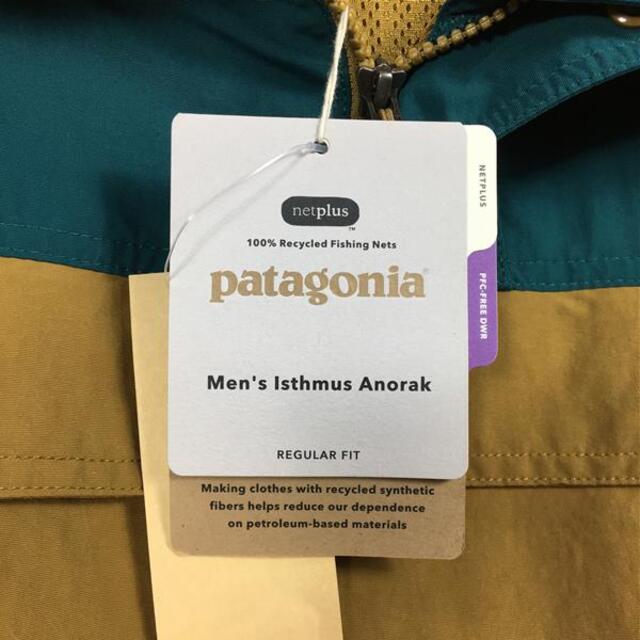 netplus™
100% Recycled Fishing Nets
patagonia®
Men's Isthmus Anorak
REGULAR FIT
Making clothes with recycled synthetic
fibers helps reduce our dependence
on petroleum-based materials
NETPLUS
PFC-FREE DWR